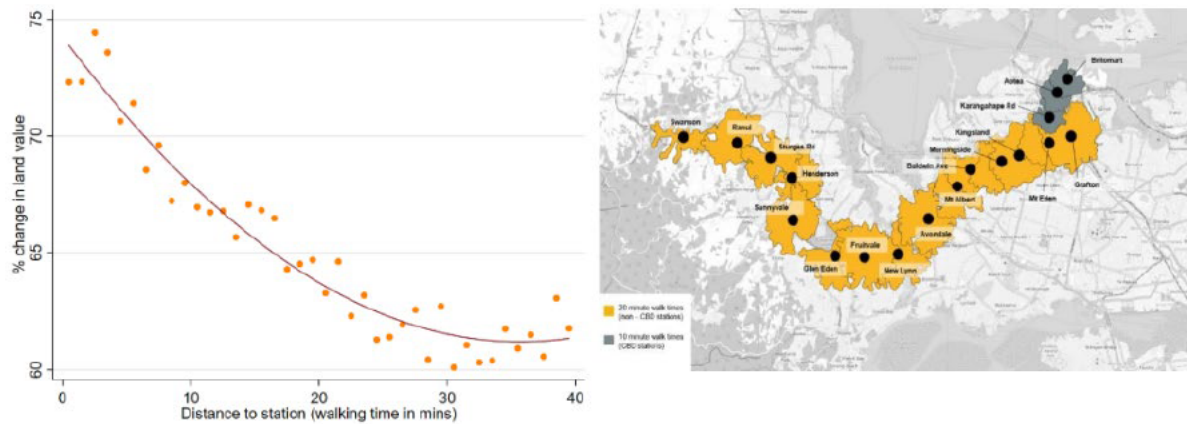 75
70
65
60
% change in land value
0
10
20
30
40
Distance to station (walking time in mins)
Britomart
Aotea
Karangahape Rd
Kingsland
Morningside
Baldwin Ave
Mt Albert
Mt Eden
Grafton
Avondale
New Lynn
Fruitvale
Glen Eden
Sunnyvale
Henderson
Sturges Rd
Ranui
Swanson
20 minute walk times
(non - CBD stations)
10 minute walk times
(CBD stations)